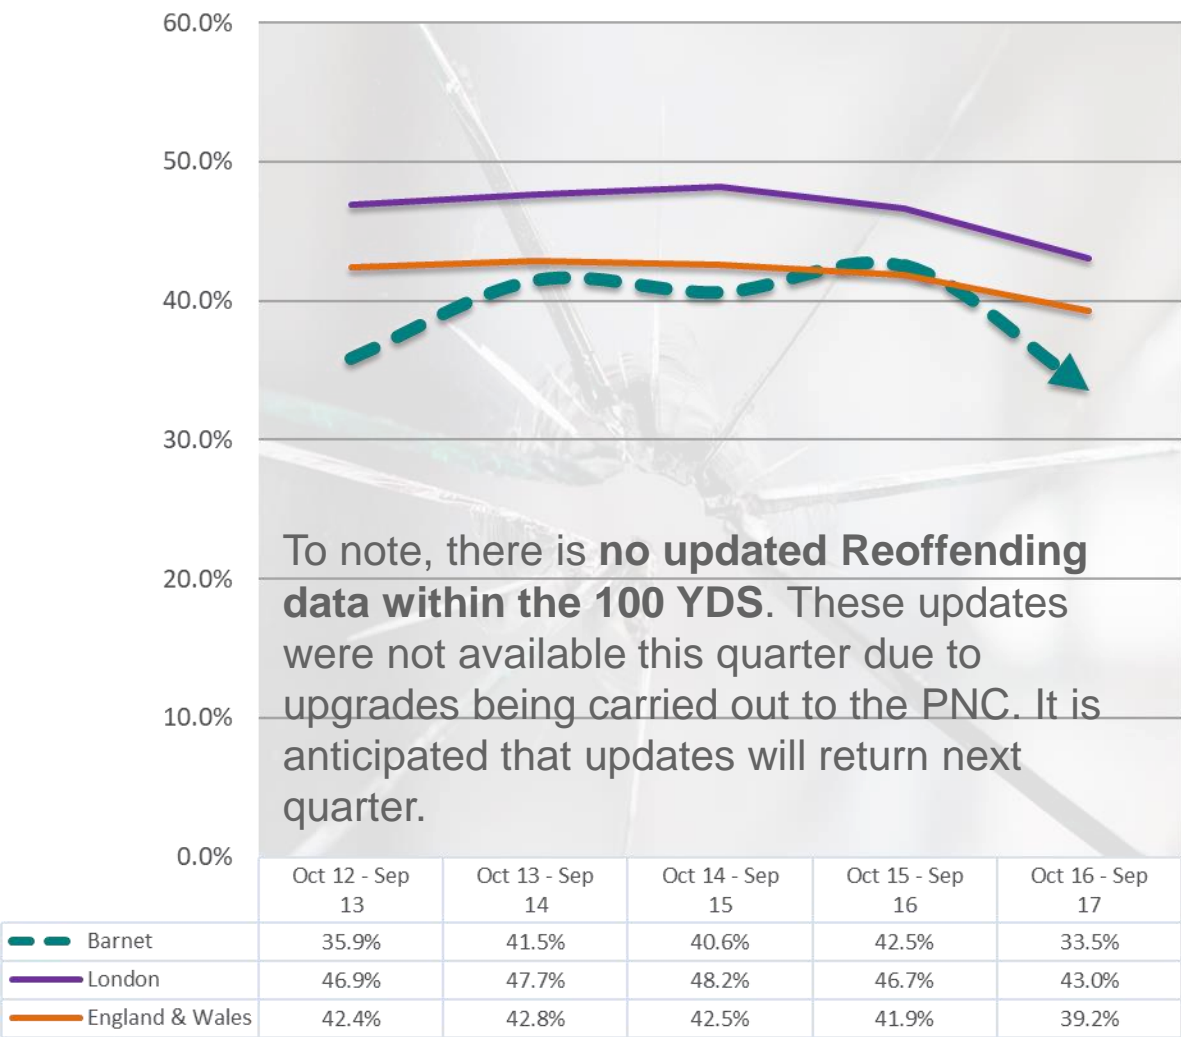 60.0%
50.0%
40.0%
30.0%
20.0%
10.0%
0.0%
To note, there is no updated Reoffending
data within the 100 YDS. These updates
were not available this quarter due to
upgrades being carried out to the PNC. It is
anticipated that updates will return next
quarter.
Oct 12 - Sep 13 Oct 13 - Sep 14 Oct 14 - Sep 15 Oct 15 - Sep 16 Oct 16 - Sep 17
Barnet 35.9% 41.5% 40.6% 42.5% 33.5%
London 46.9% 47.7% 48.2% 46.7% 43.0%
England & Wales 42.4% 42.8% 42.5% 41.9% 39.2%